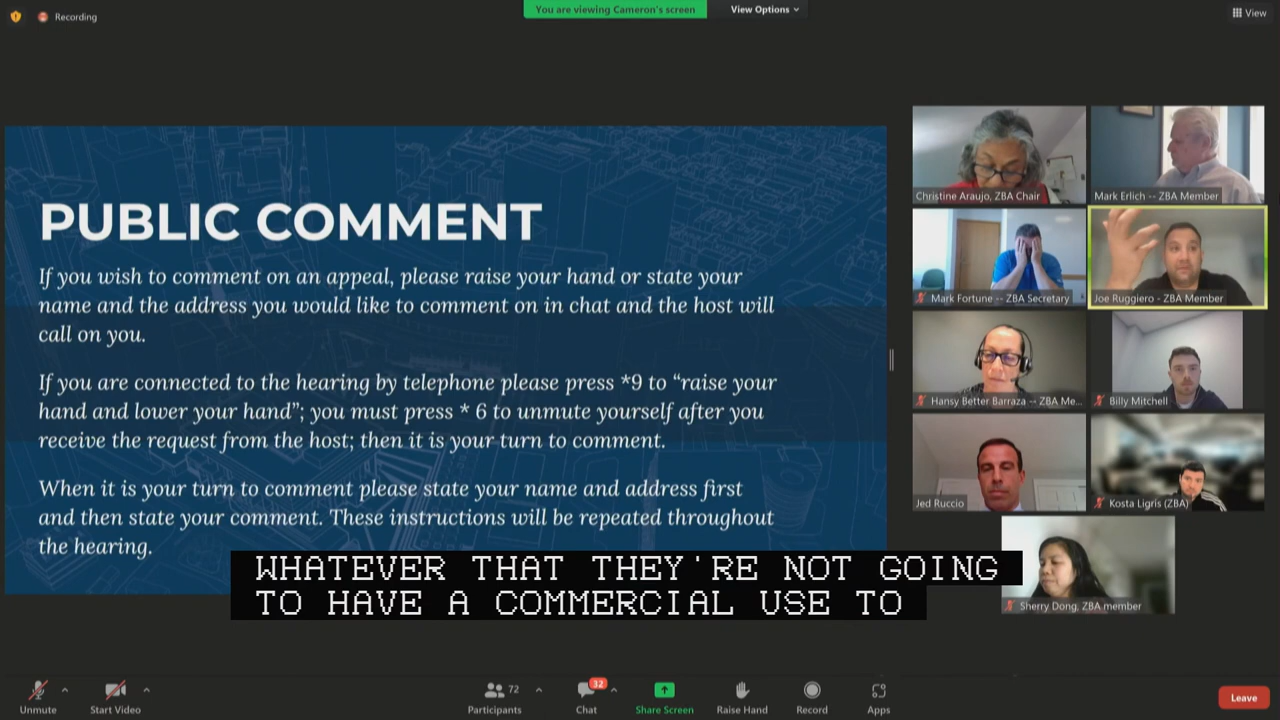 Recording
You are viewing Cameron's screen
View Options
View
PUBLIC COMMENT
If you wish to comment on an appeal, please raise your hand or state your
name and the address you would like to comment on in chat and the host will
call on you.
If you are connected to the hearing by telephone please press *9 to “raise your
hand and lower your hand”; you must press * 6 to unmute yourself after you
receive the request from the host; then it is your turn to comment.
When it is your turn to comment please state your name and address first
and then state your comment. These instructions will be repeated throughout
the hearing.
Christine Araujo, ZBA Chair
Mark Erlich -- ZBA Member
Mark Fortune -- ZBA Secretary
Joe Ruggiero - ZBA Member
Hansy Better Barraza -- ZBA Me...
Billy Mitchell
Jed Ruccio
Kosta Ligris (ZBA)
Sherry Dong, ZBA member
WHATEVER THAT THEY'RE NOT GOING
TO HAVE A COMMERCIAL USE TO
Unmute
Start Video
Participants
72
Chat
32
Share Screen
Raise Hand
Record
Apps
Leave